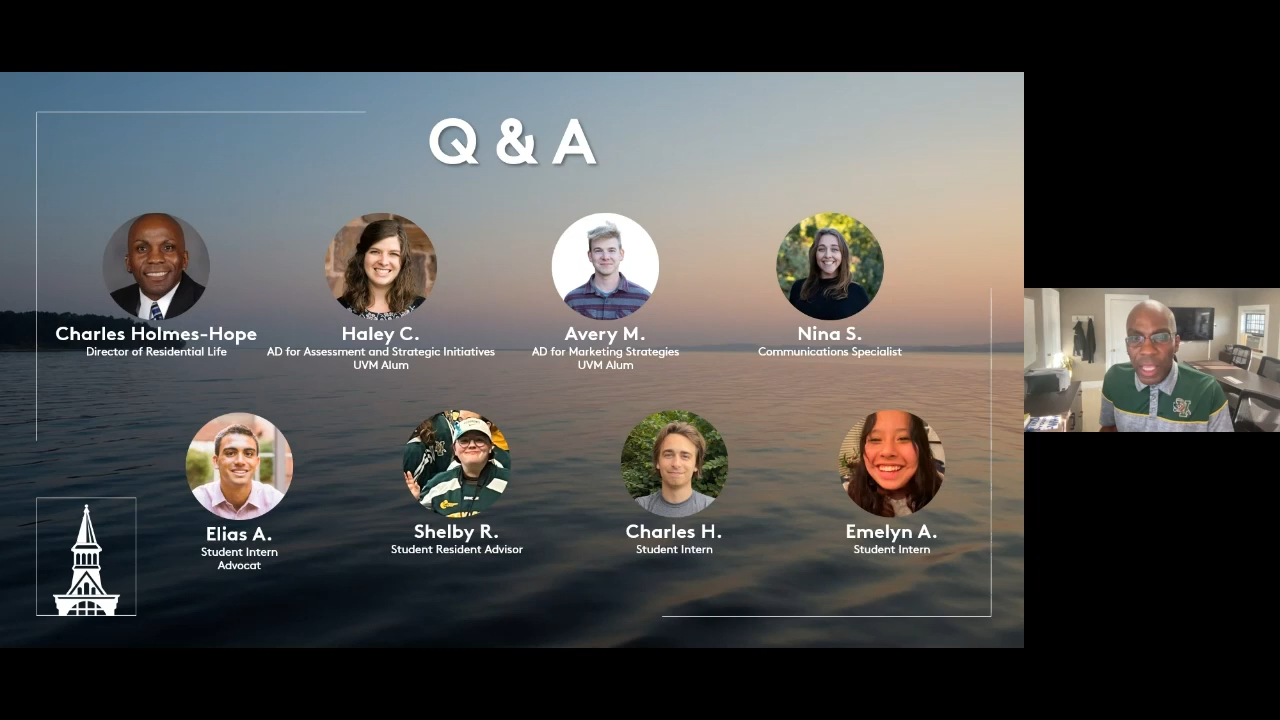 Q & A
Charles Holmes-Hope
Director of Residential Life
Haley C.
AD for Assessment and Strategic Initiatives
UVM Alum
Avery M.
AD for Marketing Strategies
UVM Alum
Nina S.
Communications Specialist
Elias A.
Student Intern
Advocat
Shelby R.
Student Resident Advisor
Charles H.
Student Intern
Emelyn A.
Student Intern